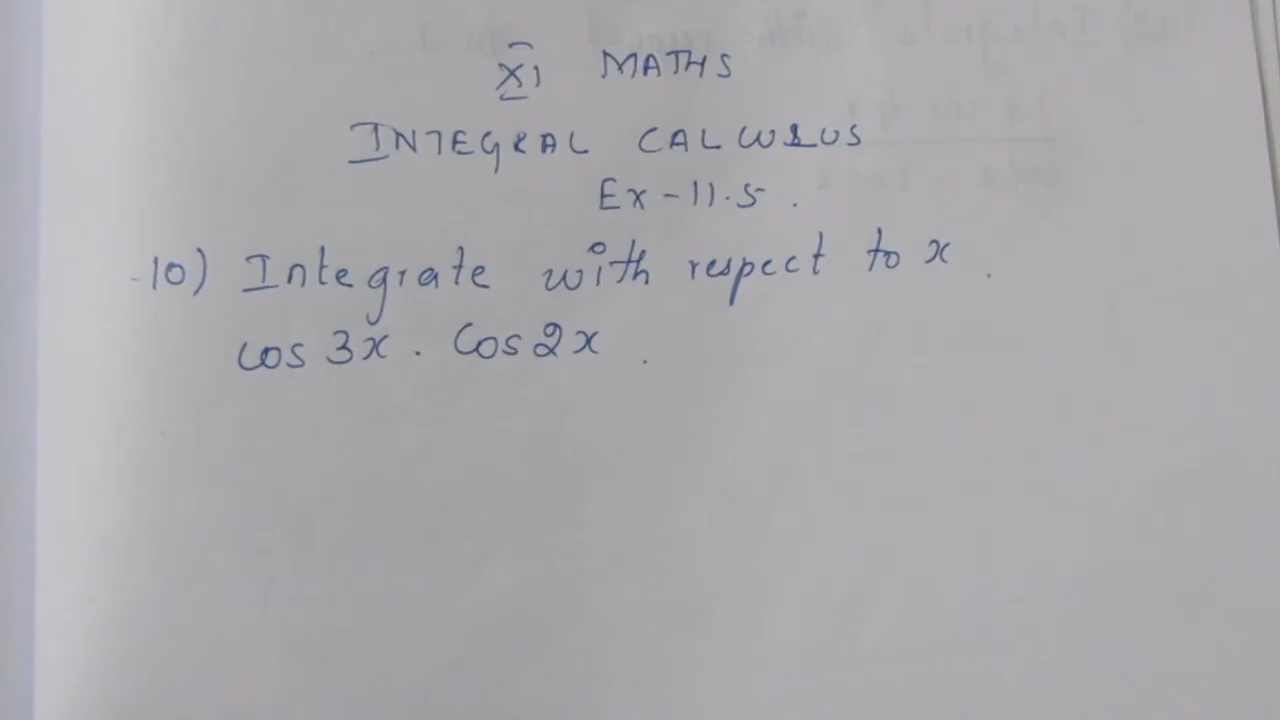 XI MATHS
INTEGRAL CALCULUS
Ex - 11.5.
10) Integrate with respect to x.
cos 3x . cos 2x.